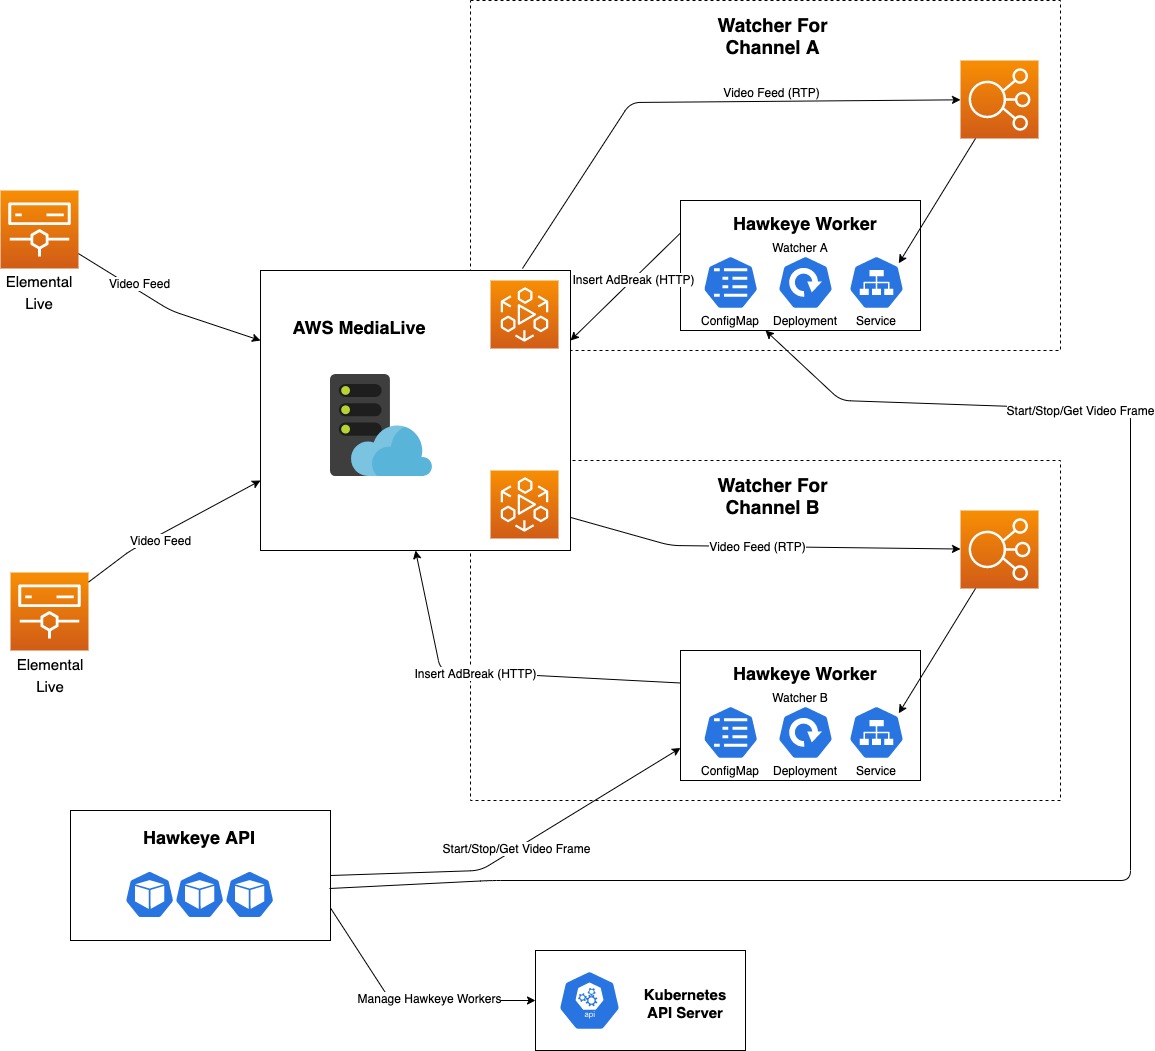 Watcher For
Channel A
Video Feed (RTP)
Hawkeye Worker
Watcher A
Elemental
Live
Video Feed
Insert AdBreak (HTTP)
ConfigMap
Deployment
Service
AWS MediaLive
Start/Stop/Get Video Frame
Watcher For
Channel B
Video Feed
Video Feed (RTP)
Elemental
Live
Insert AdBreak (HTTP)
Hawkeye Worker
Watcher B
ConfigMap
Deployment
Service
Hawkeye API
Start/Stop/Get Video Frame
Manage Hawkeye Workers
api
Kubernetes
API Server